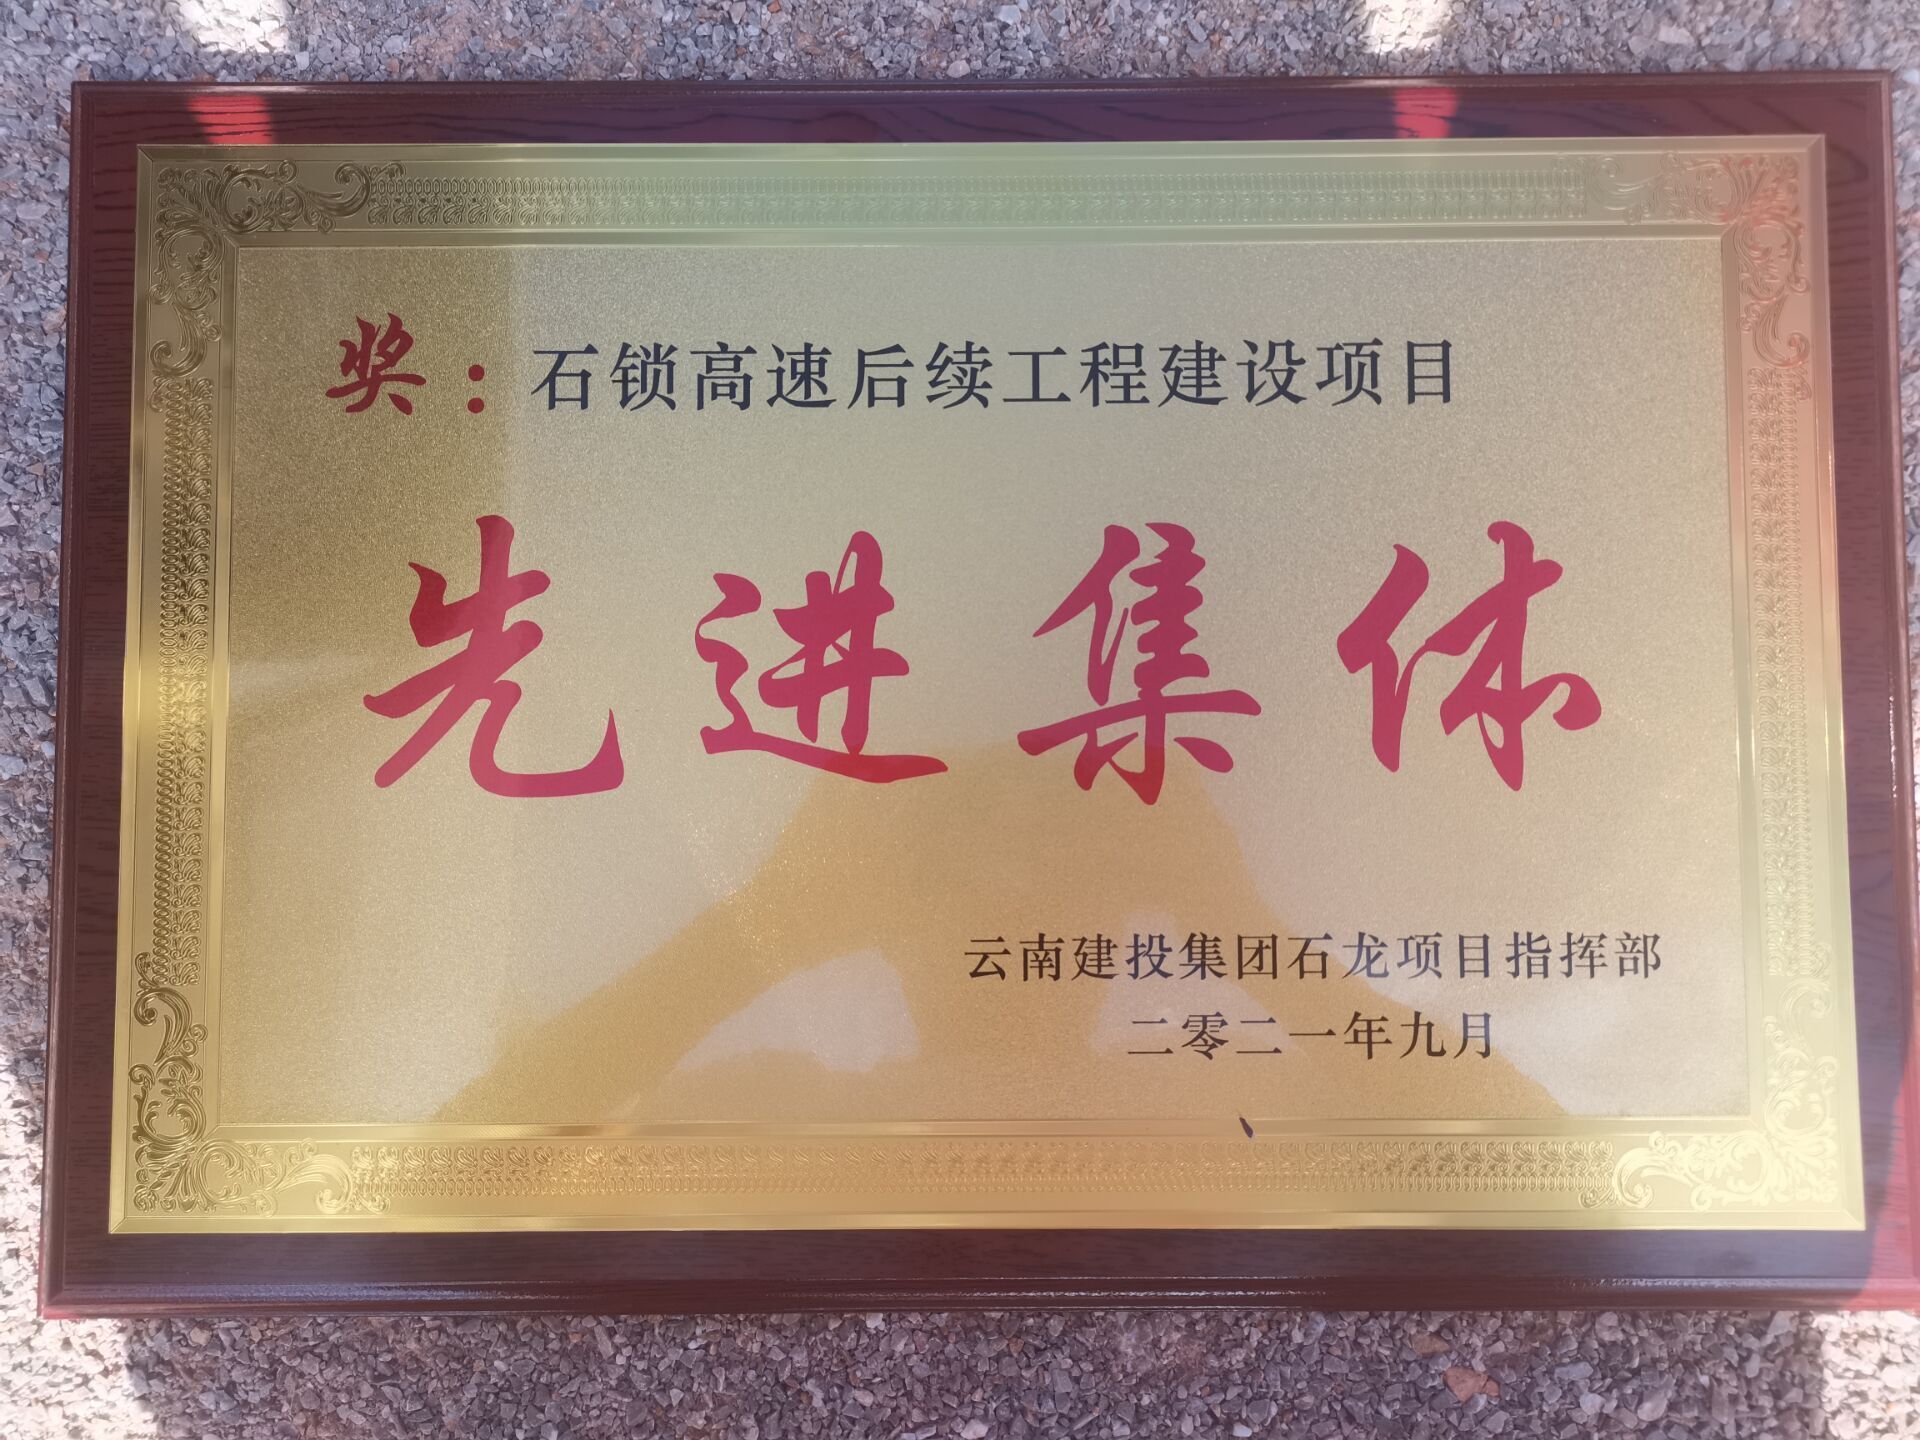 奖：石锁高速后续工程建设项目
先进集体
云南建投集团石龙项目指挥部
二零二一年九月